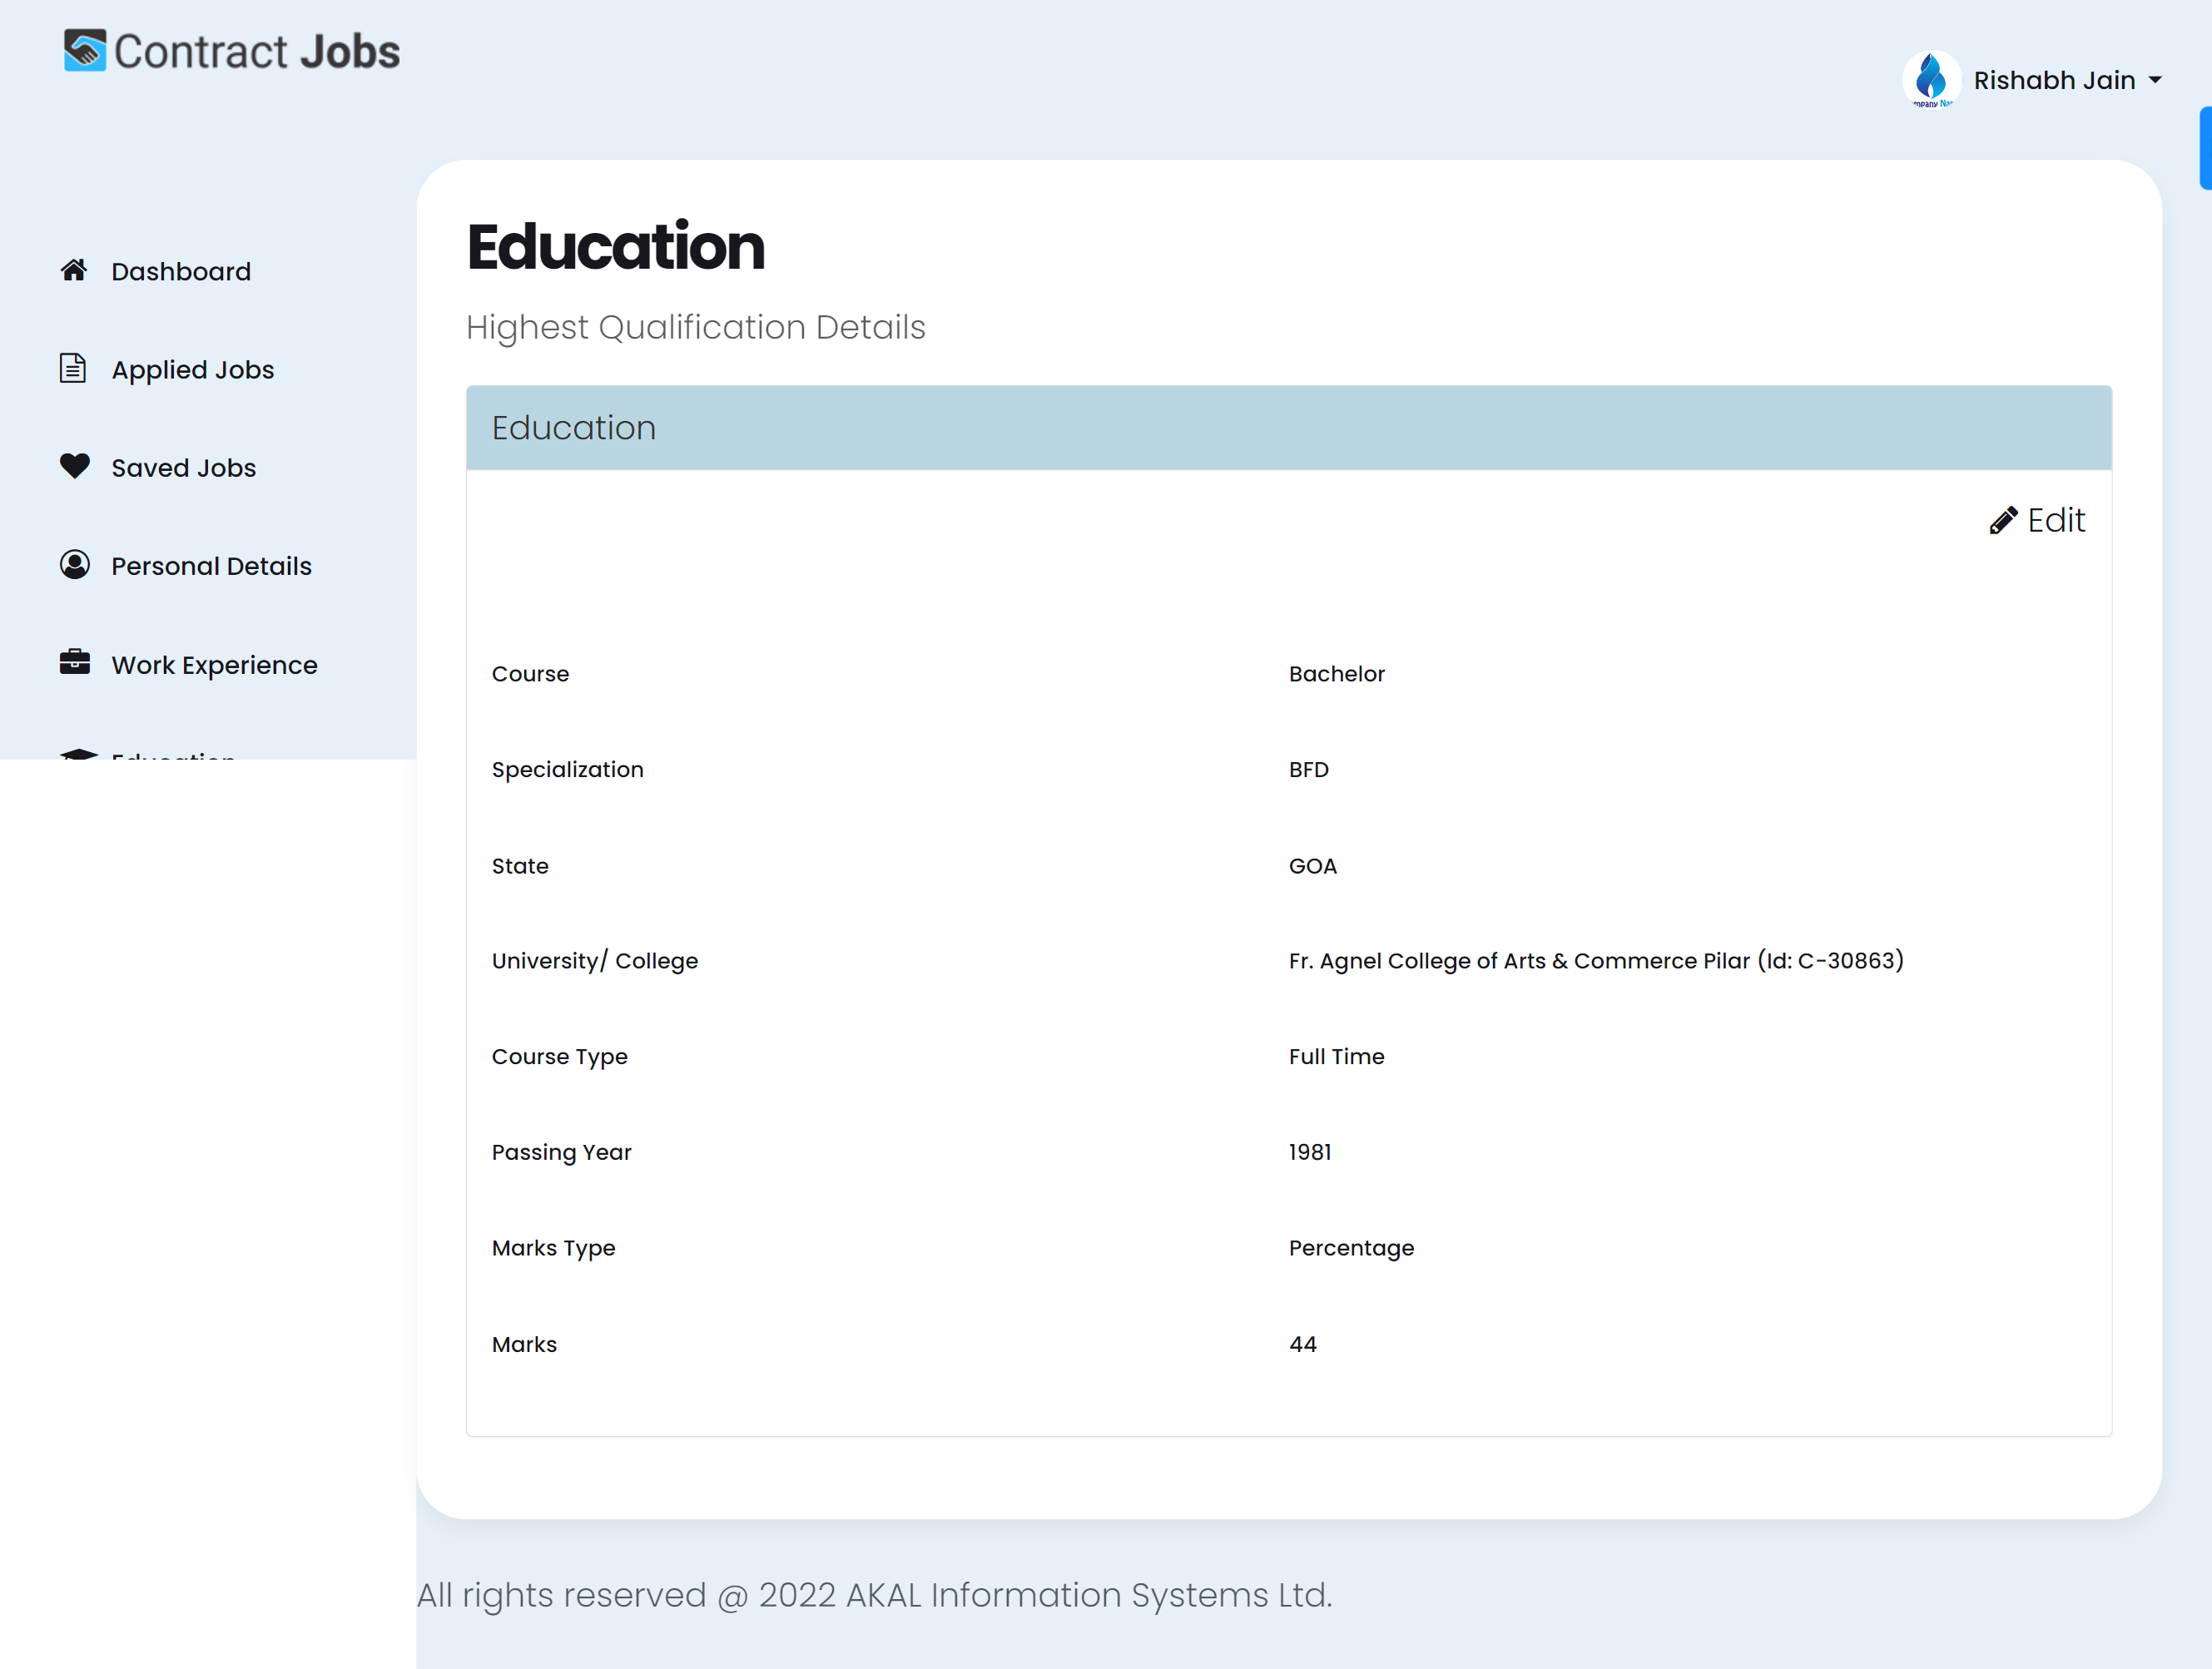 Contract Jobs
Rishabh Jain
Dashboard
Applied Jobs
Saved Jobs
Personal Details
Work Experience
Education
Education
Highest Qualification Details
Education
Edit
Course Bachelor
Specialization BFD
State GOA
University/ College Fr. Agnel College of Arts & Commerce Pilar (Id: C-30863)
Course Type Full Time
Passing Year 1981
Marks Type Percentage
Marks 44
All rights reserved @ 2022 AKAL Information Systems Ltd.